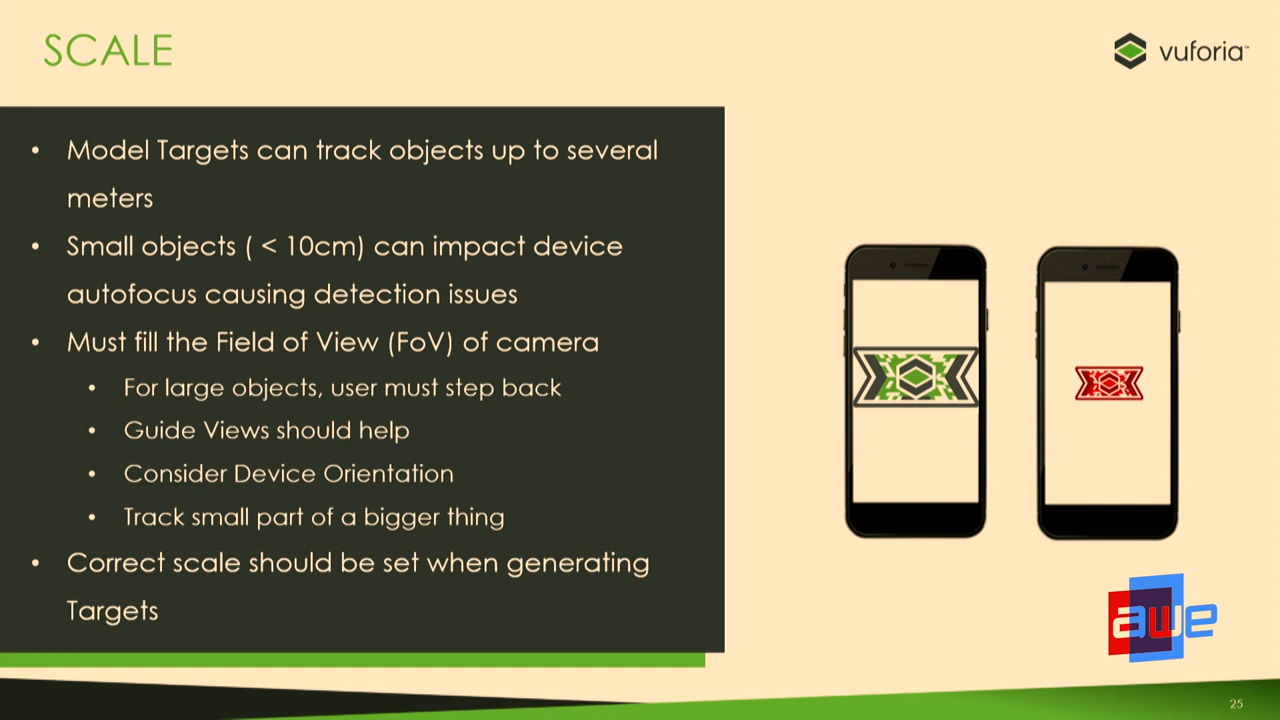 SCALE
vuforia™
• Model Targets can track objects up to several
meters
• Small objects ( < 10cm) can impact device
autofocus causing detection issues
• Must fill the Field of View (FoV) of camera
• For large objects, user must step back
• Guide Views should help
• Consider Device Orientation
• Track small part of a bigger thing
• Correct scale should be set when generating
Targets
awe
25